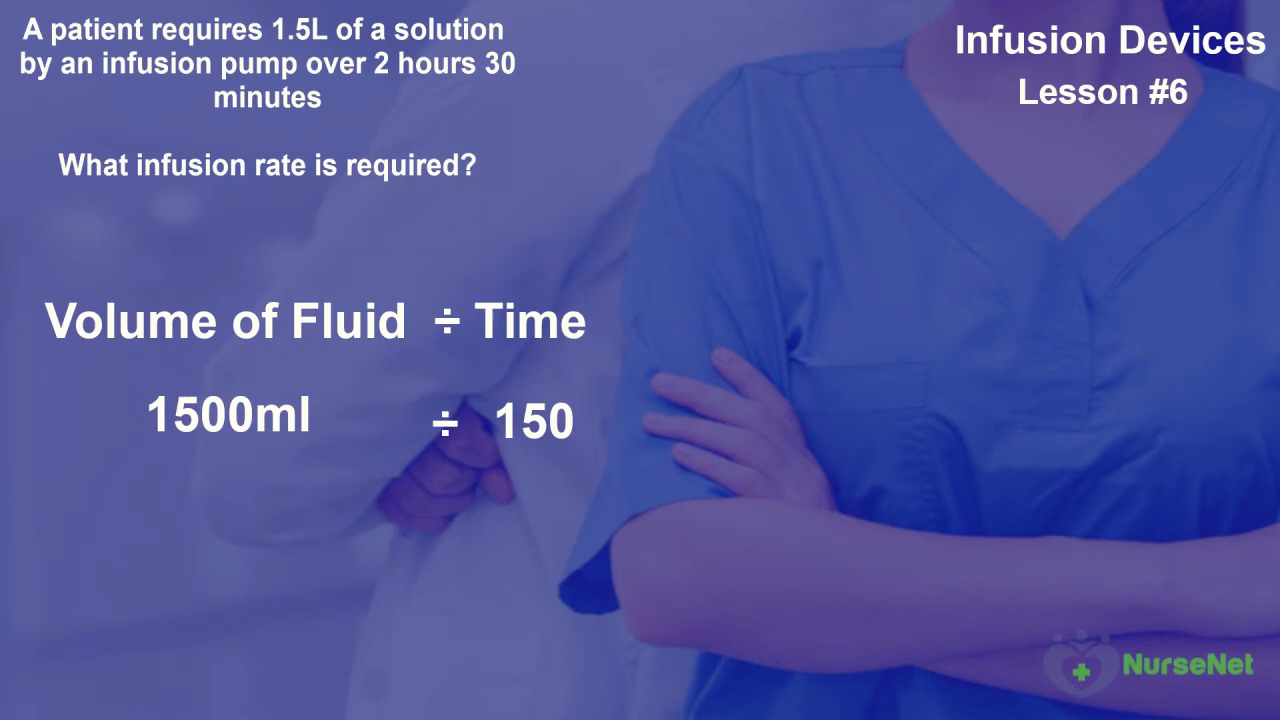 A patient requires 1.5L of a solution
by an infusion pump over 2 hours 30
minutes
What infusion rate is required?
Infusion Devices
Lesson #6
Volume of Fluid ÷ Time
1500ml ÷ 150
NurseNet